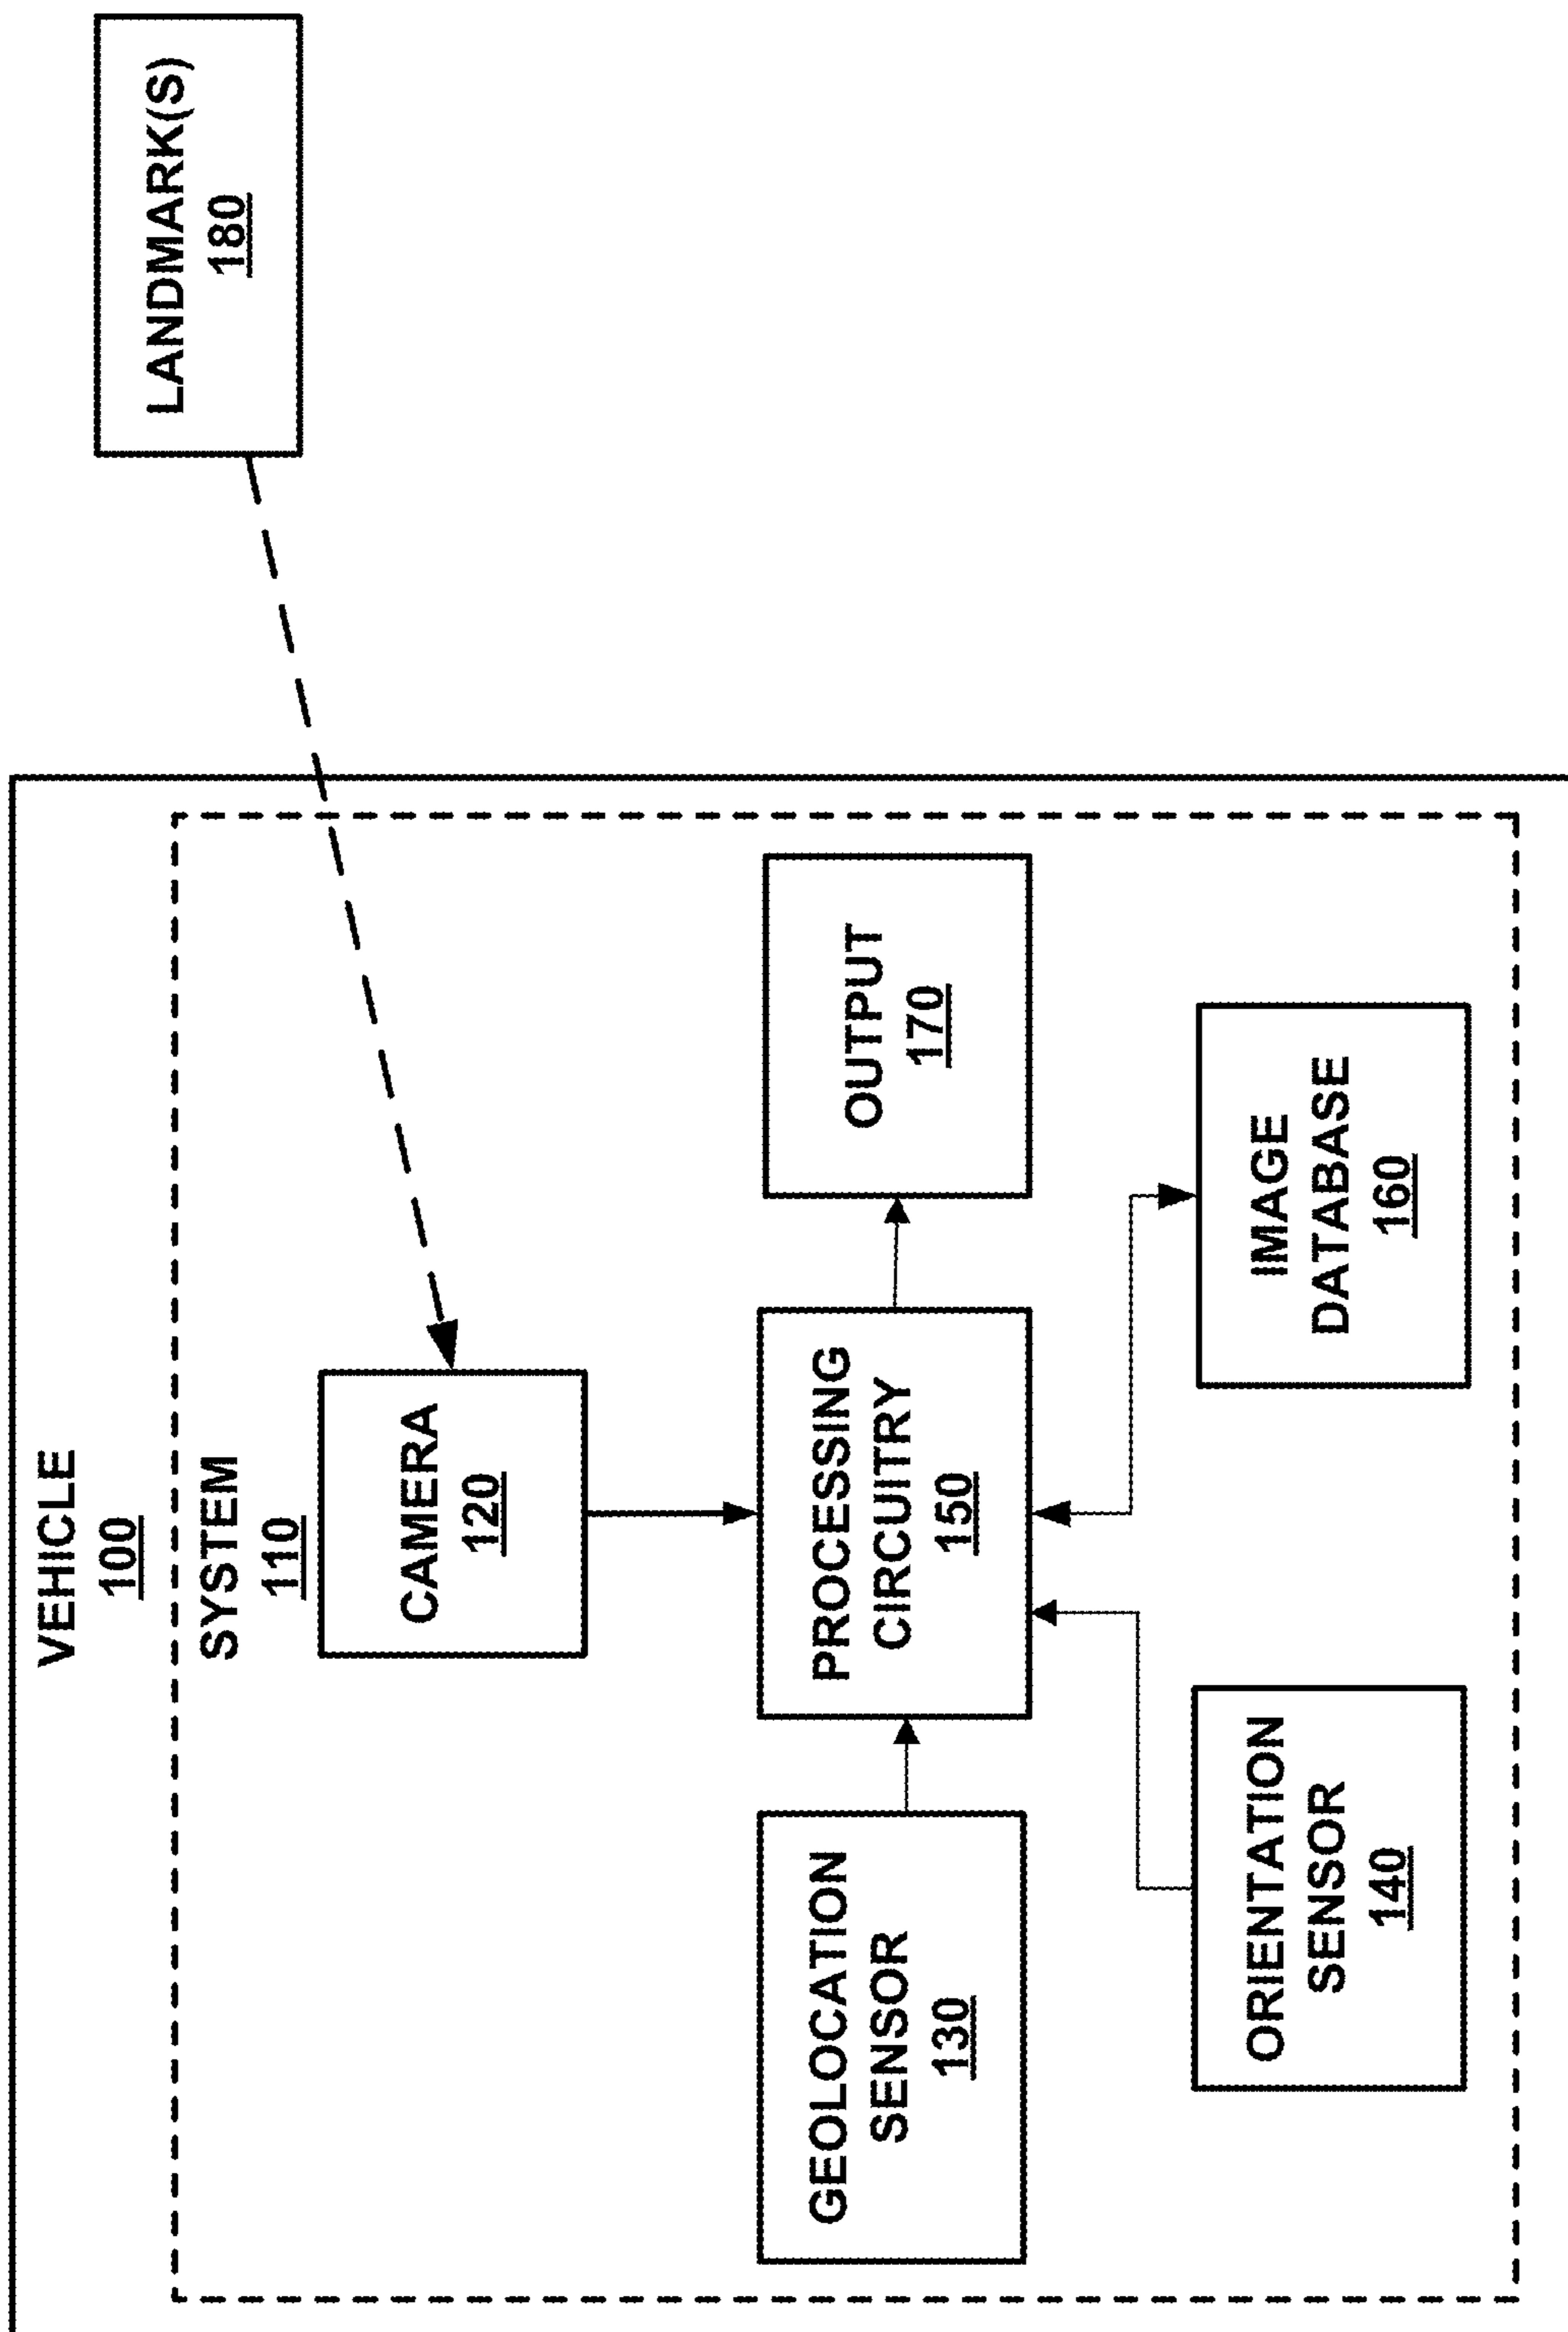 VEHICLE
100
SYSTEM
110
LANDMARK(S)
180
CAMERA
120
GEOLOCATION
SENSOR
130
PROCESSING
CIRCUITRY
150
OUTPUT
170
ORIENTATION
SENSOR
140
IMAGE
DATABASE
160